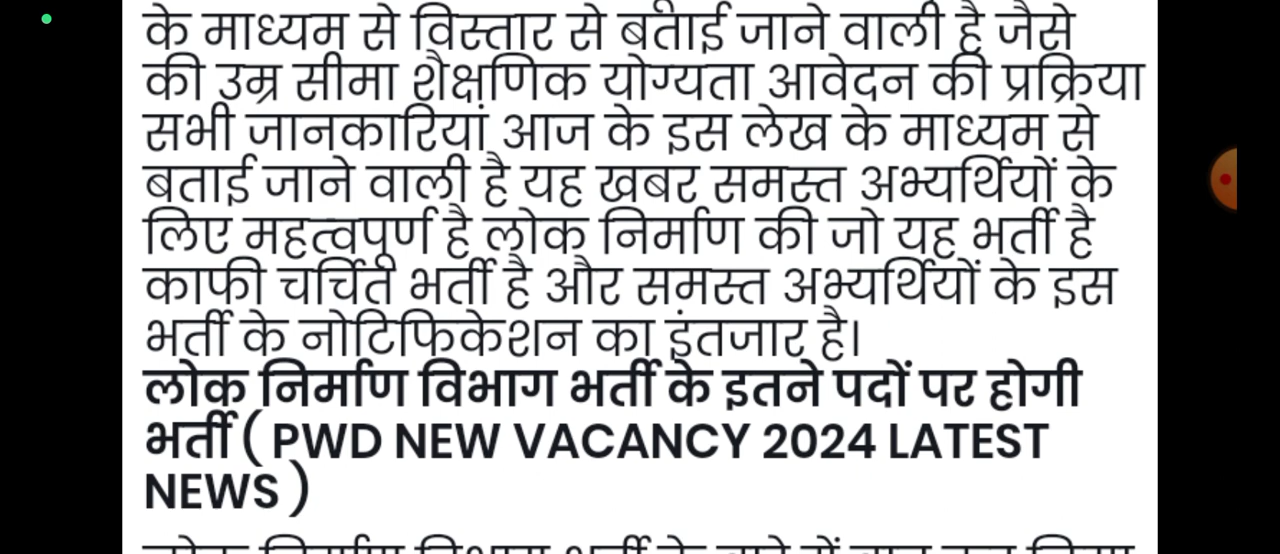 के माध्यम से विस्तार से बताई जाने वाली है जैसे
की उम्र सीमा शैक्षणिक योग्यता आवेदन की प्रक्रिया
सभी जानकारियां आज के इस लेख के माध्यम से
बताई जाने वाली है यह खबर समस्त अभ्यर्थियों के
लिए महत्वपूर्ण है लोक निर्माण की जो यह भर्ती है
काफी चर्चित भर्ती है और समस्त अभ्यर्थियों के इस
भर्ती के नोटिफिकेशन का इंतजार है।
लोक निर्माण विभाग भर्ती के इतने पदों पर होगी
भर्ती ( PWD NEW VACANCY 2024 LATEST
NEWS )